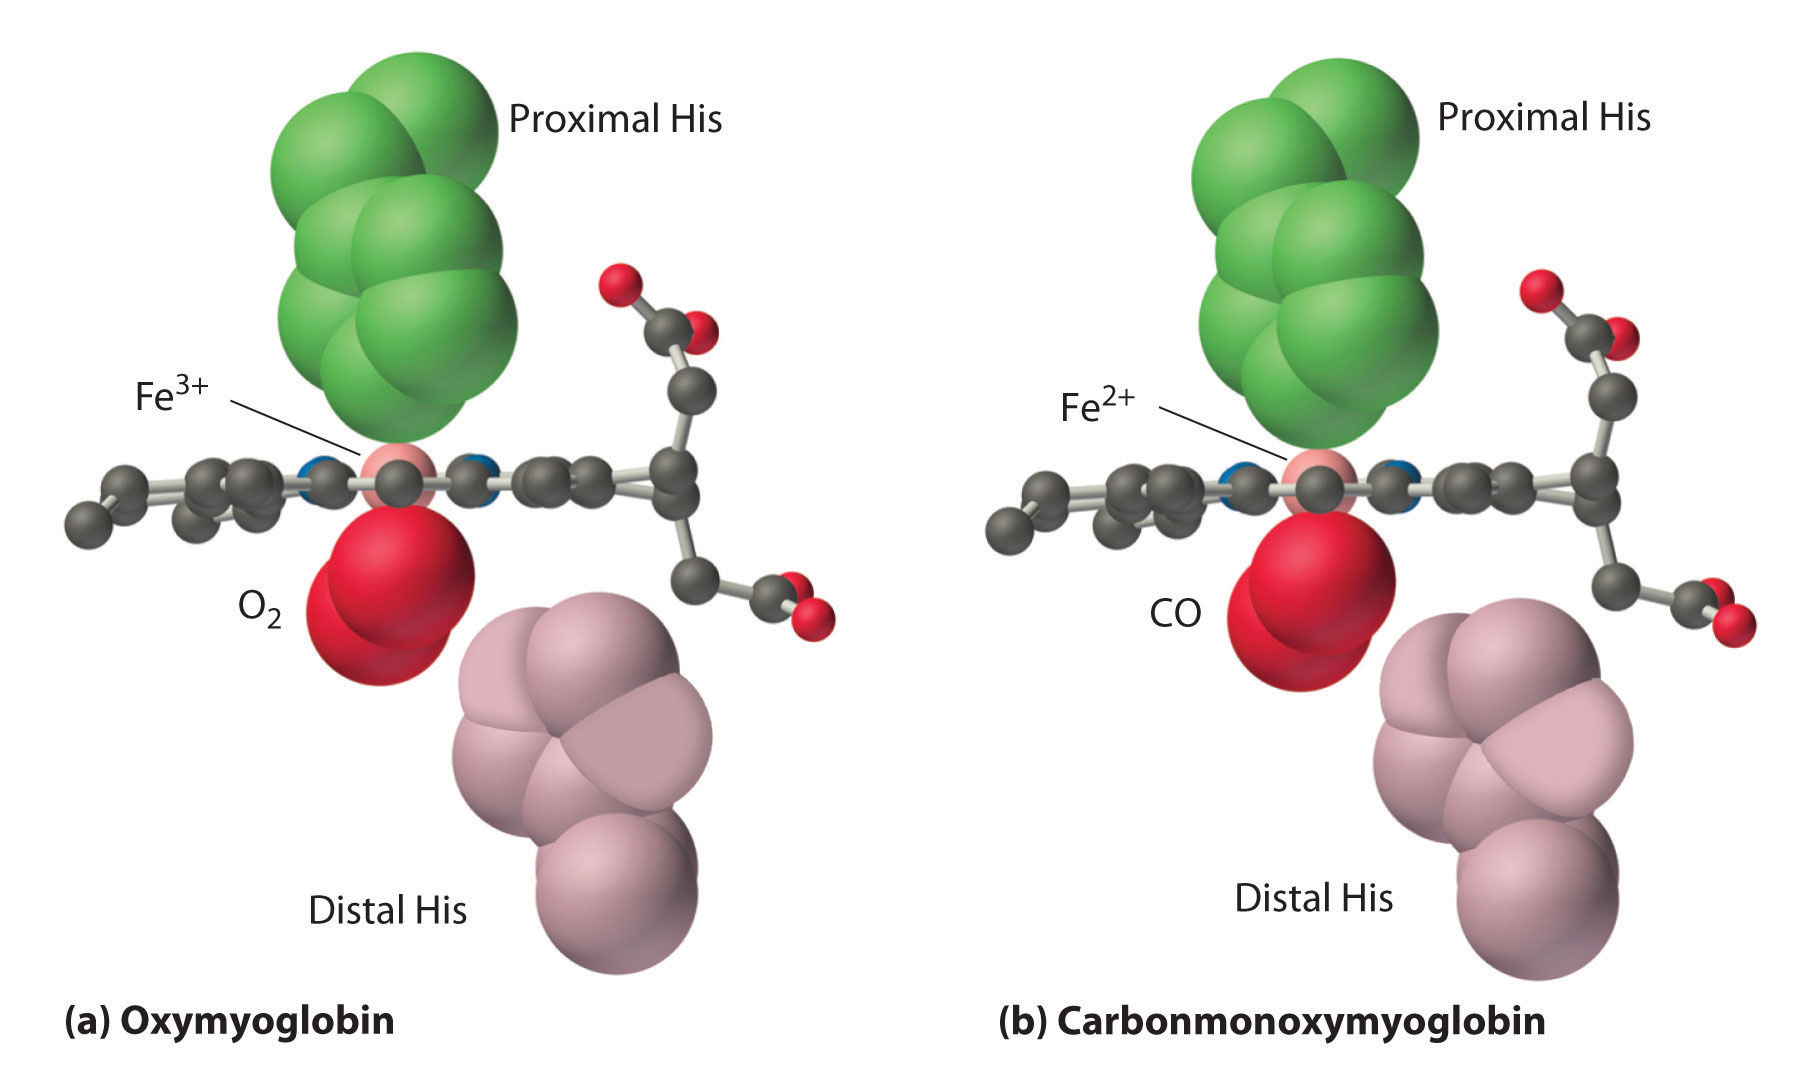 Proximal His
Fe³⁺
O₂
Distal His
(a) Oxymyoglobin
Proximal His
Fe²⁺
CO
Distal His
(b) Carbonmonoxymyoglobin